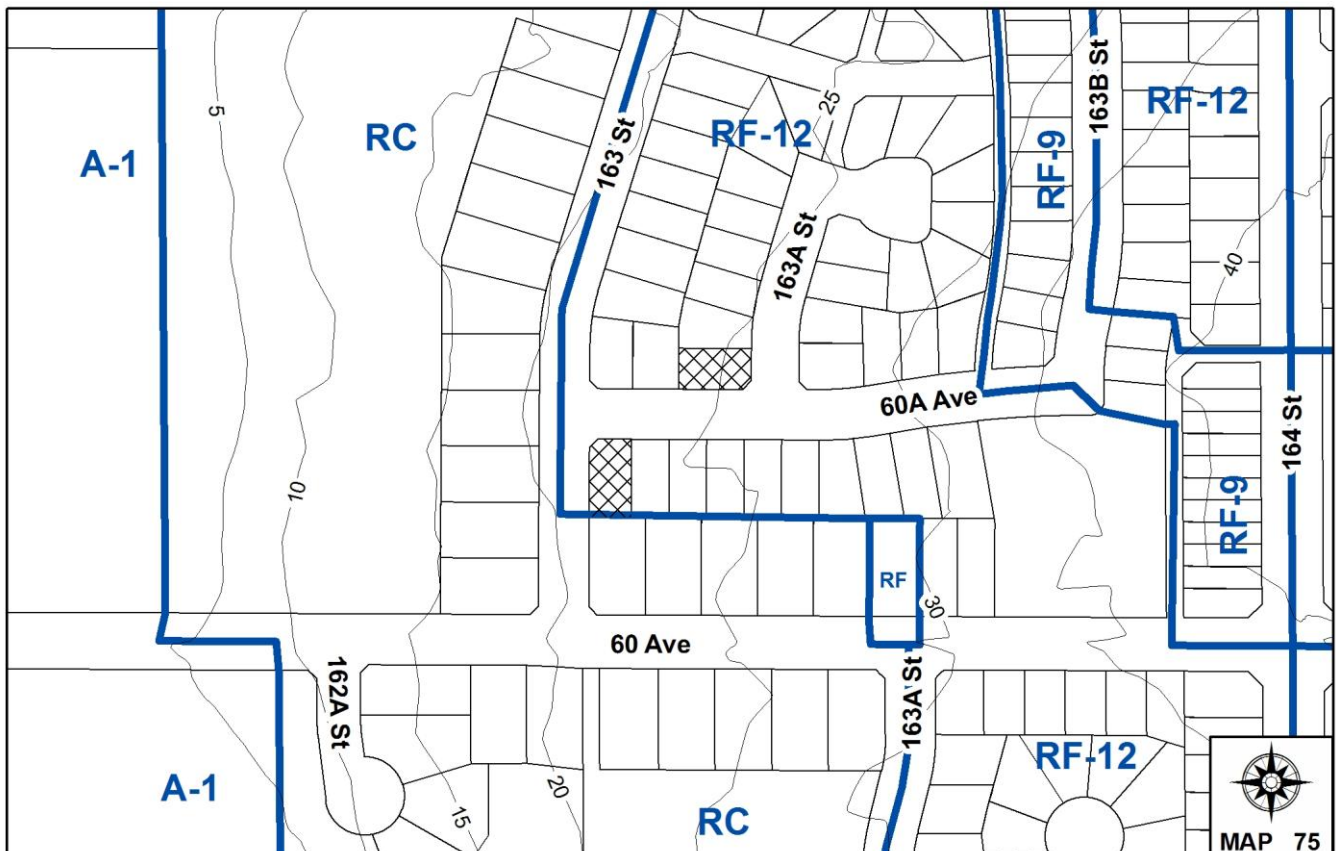 163B St
RF-12
25
5
RC
RF-12
A-1
163 St
RF-9
163A St
40
60A Ave
164 St
10
RF-9
RF
30
60 Ave
162A St
163A St
RF-12
A-1
20
15
RC
MAP 75